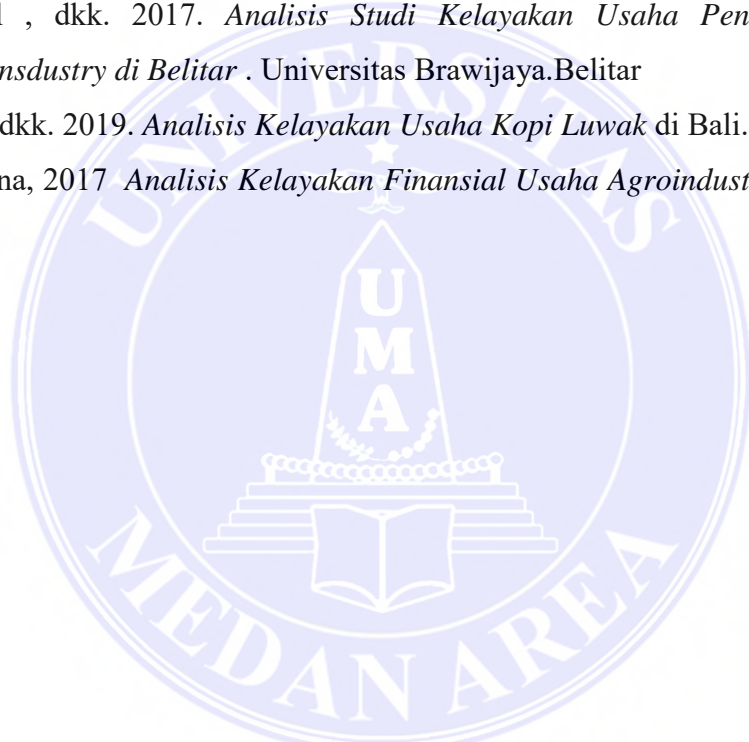 l , dkk. 2017. Analisis Studi Kelayakan Usaha Pen
nsdustry di Belitar . Universitas Brawijaya.Belitar
dkk. 2019. Analisis Kelayakan Usaha Kopi Luwak di Bali.
na, 2017 Analisis Kelayakan Finansial Usaha Agroindust
UNIVERSITAS
UMA
MEDAN AREA